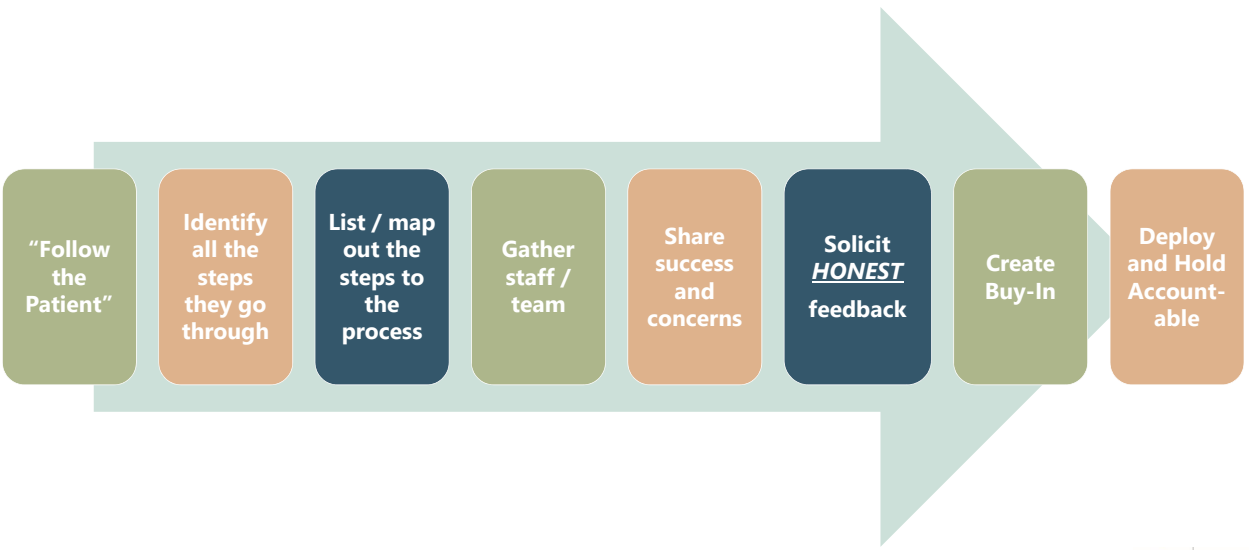 “Follow
the
Patient”
Identify
all the
steps
they go
through
List / map
out the
steps to
the
process
Gather
staff /
team
Share
success
and
concerns
Solicit
HONEST
feedback
Create
Buy-In
Deploy
and Hold
Account-
able